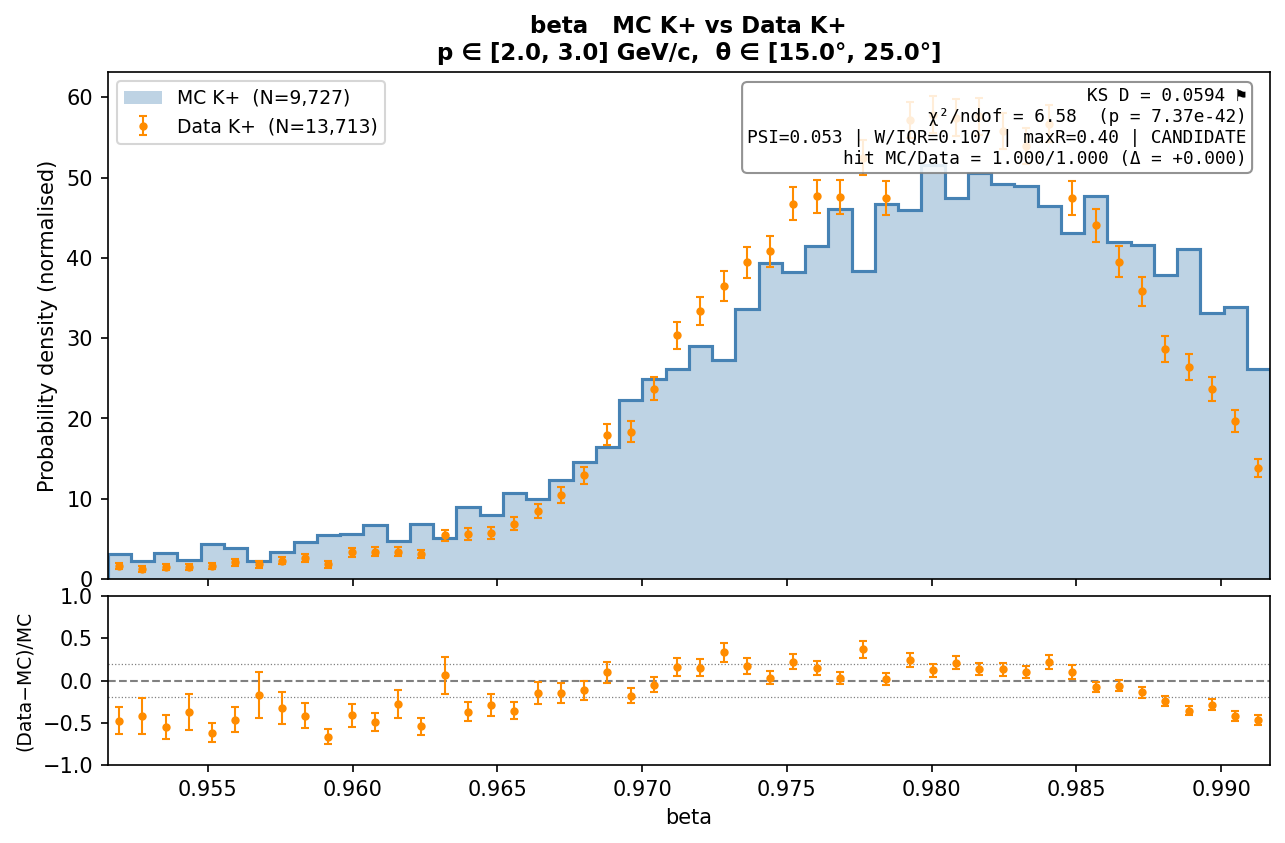 beta   MC K+ vs Data K+
p ∈ [2.0, 3.0] GeV/c,  θ ∈ [15.0°, 25.0°]
MC K+  (N=9,727)
Data K+  (N=13,713)
KS D = 0.0594 ⚑
χ²/ndof = 6.58  (p = 7.37e-42)
PSI=0.053 | W/IQR=0.107 | maxR=0.40 | CANDIDATE
hit MC/Data = 1.000/1.000 (Δ = +0.000)
Probability density (normalised)
60
50
40
30
20
10
0
(Data−MC)/MC
1.0
0.5
0.0
−0.5
−1.0
0.955
0.960
0.965
0.970
0.975
0.980
0.985
0.990
beta